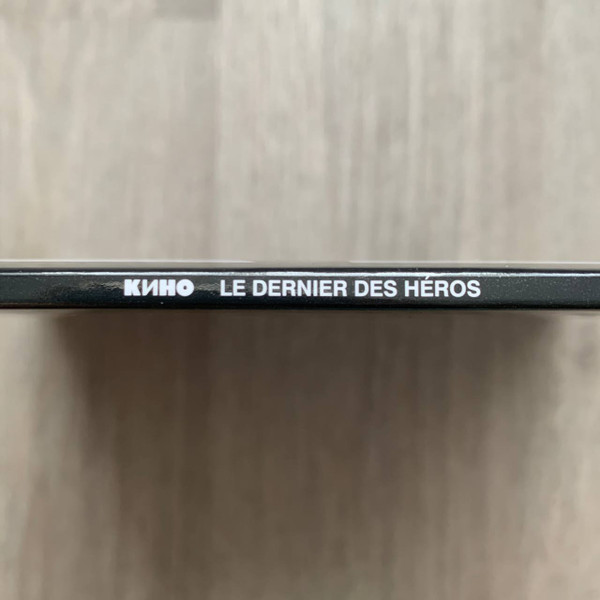 КИНО LE DERNIER DES HÉROS